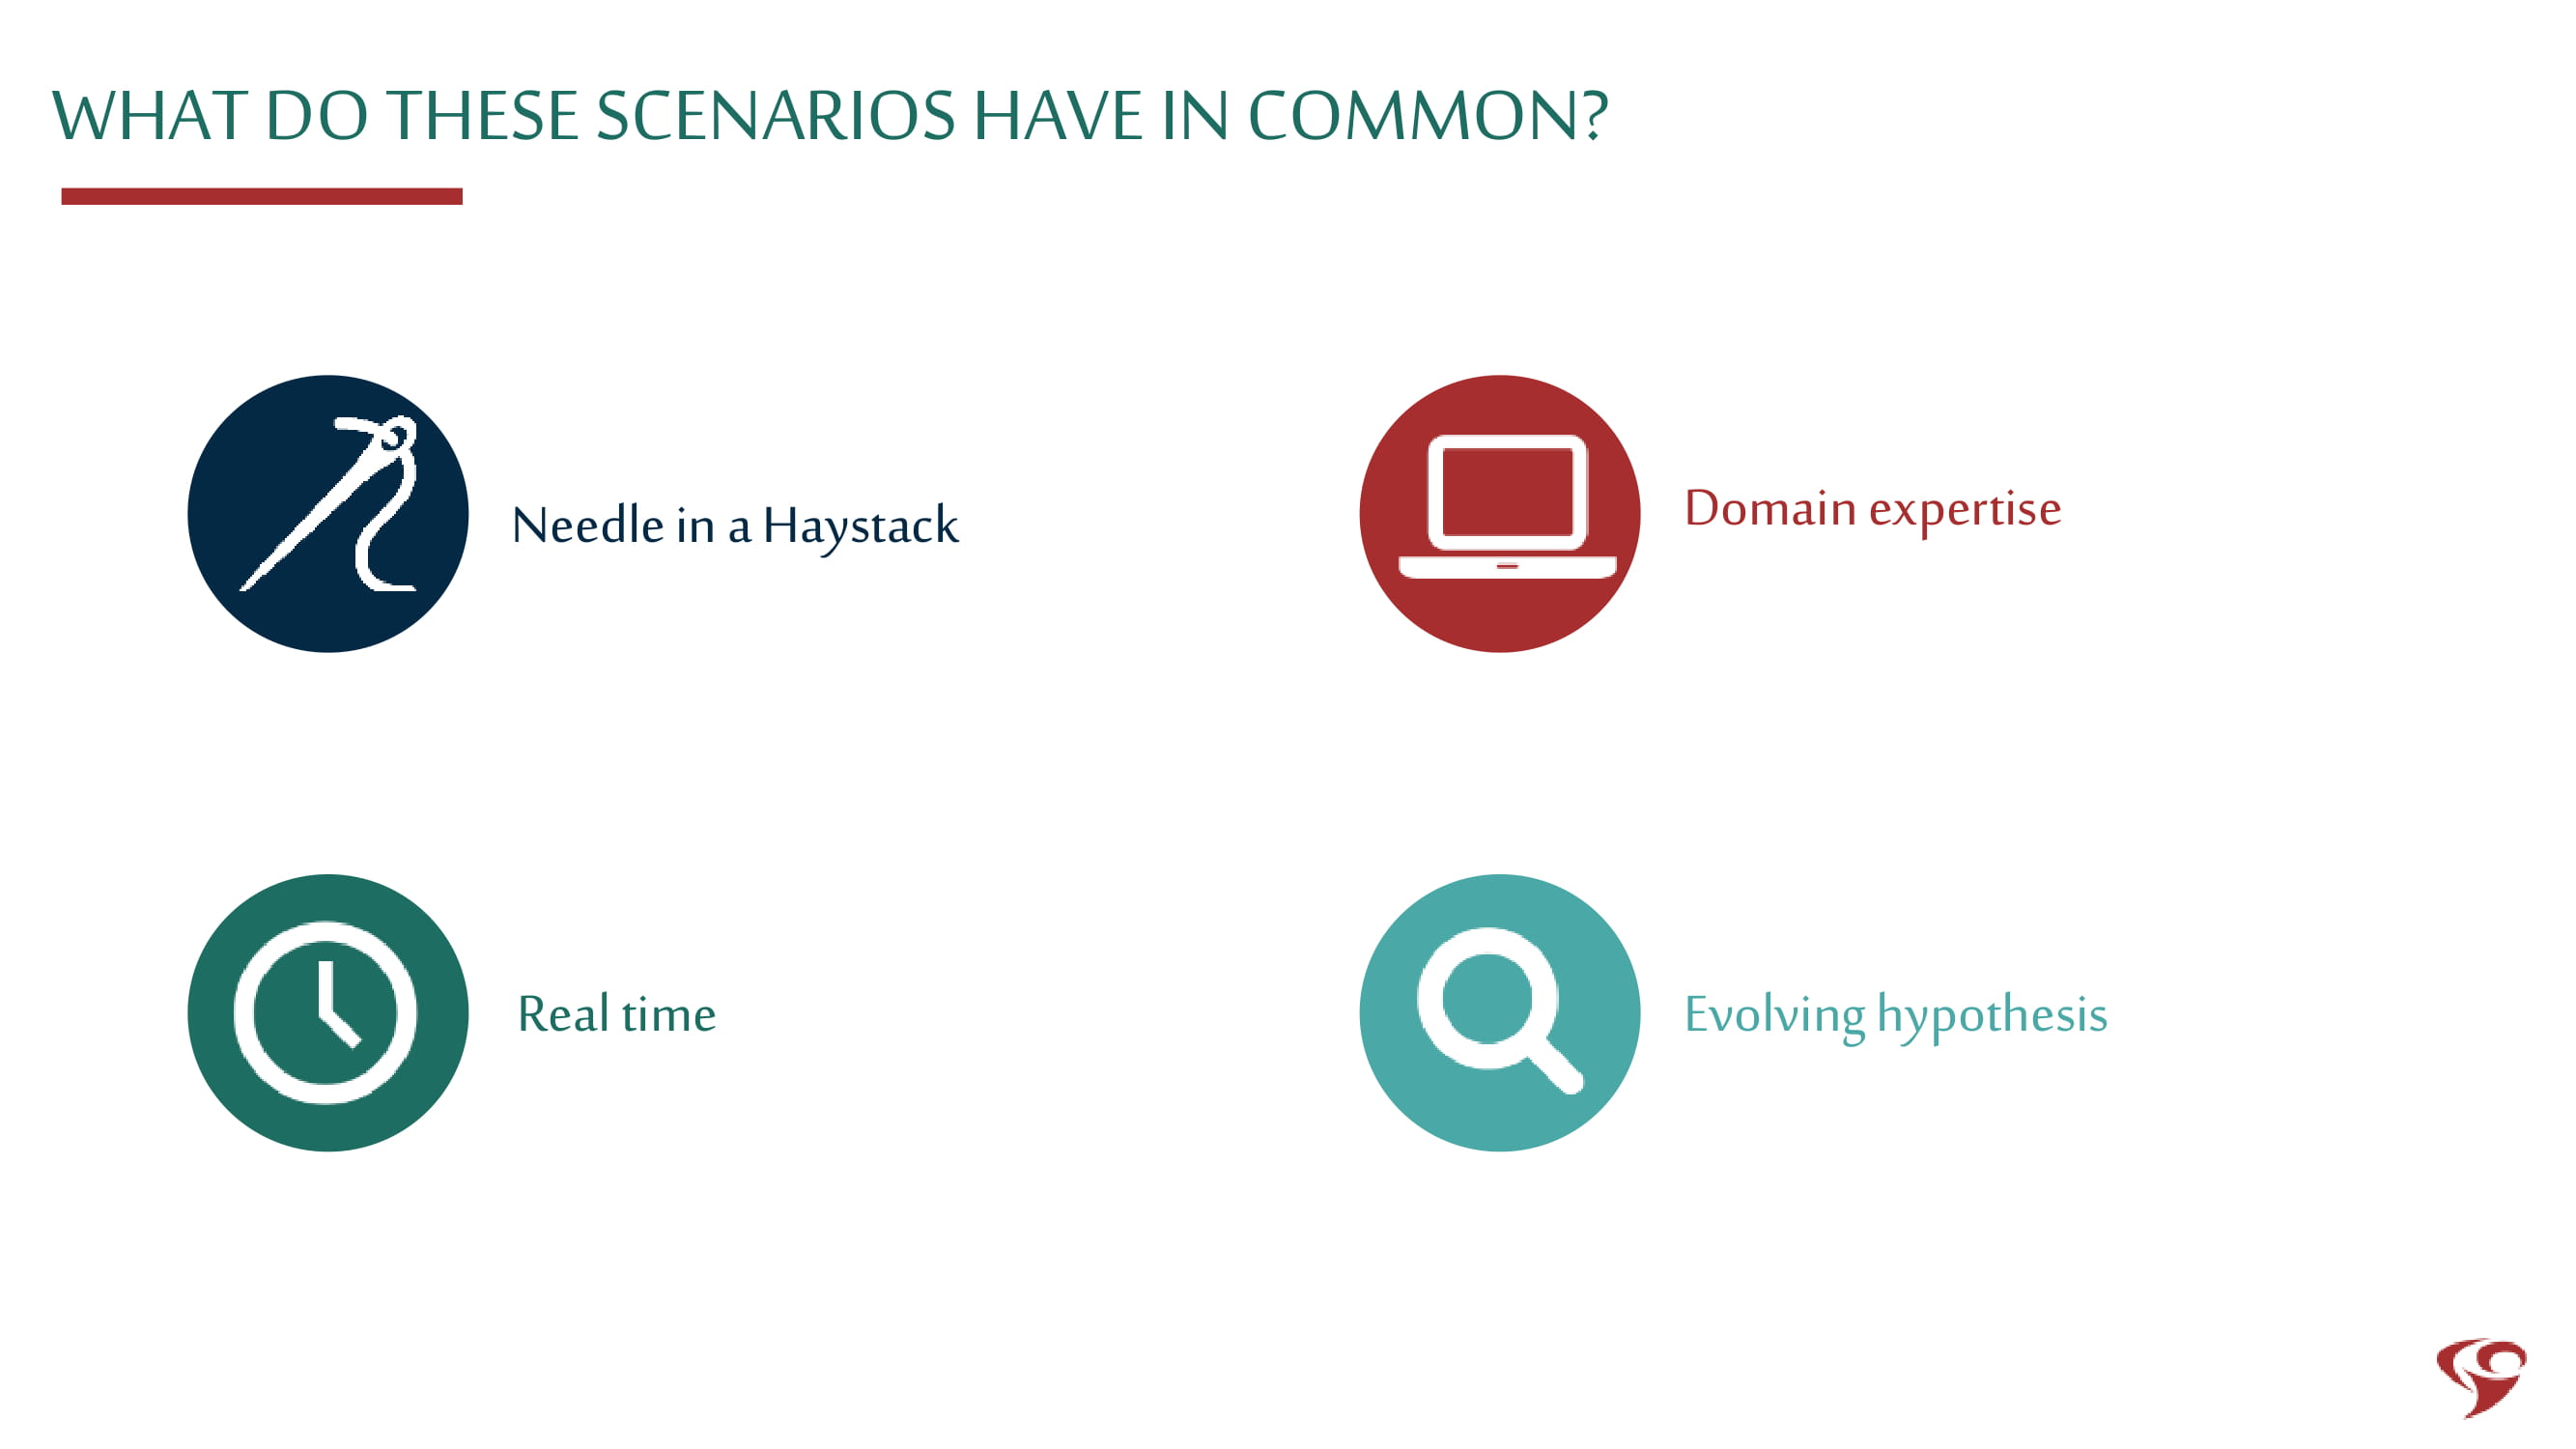 WHAT DO THESE SCENARIOS HAVE IN COMMON?
Needle in a Haystack
Domain expertise
Real time
Evolving hypothesis